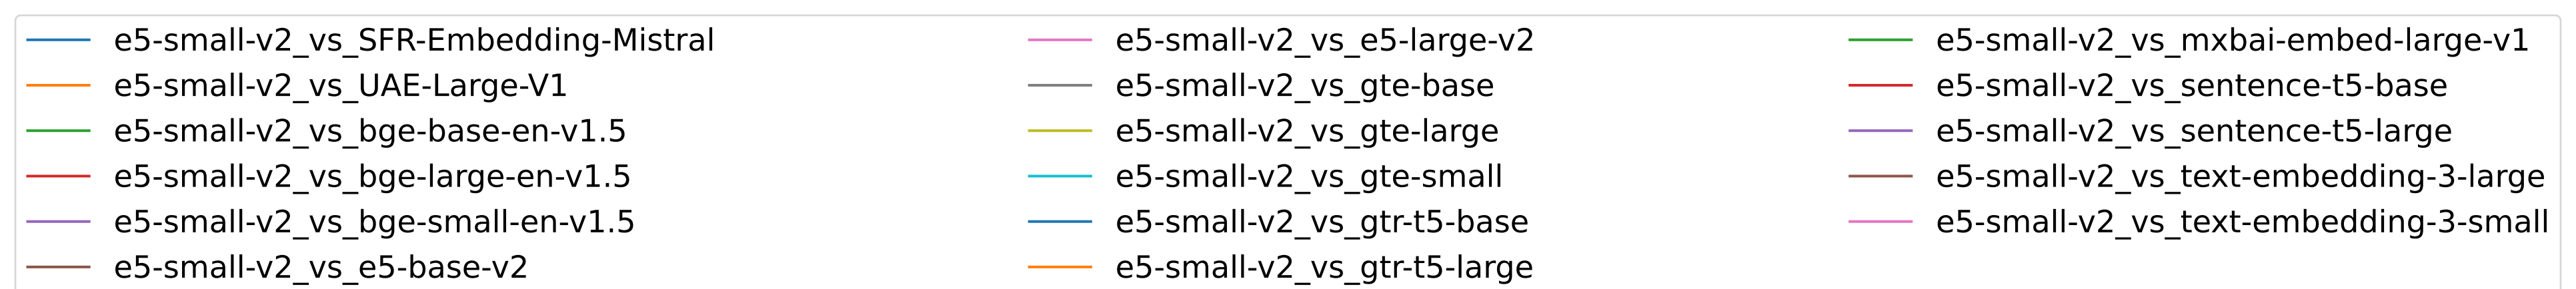 e5-small-v2_vs_SFR-Embedding-Mistral
e5-small-v2_vs_UAE-Large-V1
e5-small-v2_vs_bge-base-en-v1.5
e5-small-v2_vs_bge-large-en-v1.5
e5-small-v2_vs_bge-small-en-v1.5
e5-small-v2_vs_e5-base-v2
e5-small-v2_vs_e5-large-v2
e5-small-v2_vs_gte-base
e5-small-v2_vs_gte-large
e5-small-v2_vs_gte-small
e5-small-v2_vs_gtr-t5-base
e5-small-v2_vs_gtr-t5-large
e5-small-v2_vs_mxbai-embed-large-v1
e5-small-v2_vs_sentence-t5-base
e5-small-v2_vs_sentence-t5-large
e5-small-v2_vs_text-embedding-3-large
e5-small-v2_vs_text-embedding-3-small